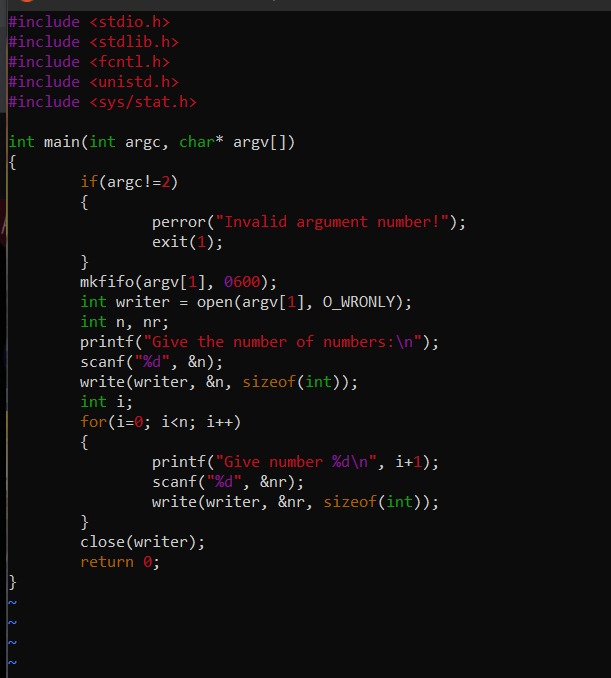 #include <stdio.h>
#include <stdlib.h>
#include <fcntl.h>
#include <unistd.h>
#include <sys/stat.h>

int main(int argc, char* argv[])
{
        if(argc!=2)
        {
                perror("Invalid argument number!");
                exit(1);
        }
        mkfifo(argv[1], 0600);
        int writer = open(argv[1], O_WRONLY);
        int n, nr;
        printf("Give the number of numbers:\n");
        scanf("%d", &n);
        write(writer, &n, sizeof(int));
        int i;
        for(i=0; i<n; i++)
        {
                printf("Give number %d\n", i+1);
                scanf("%d", &nr);
                write(writer, &nr, sizeof(int));
        }
        close(writer);
        return 0;
}
~
~
~
~